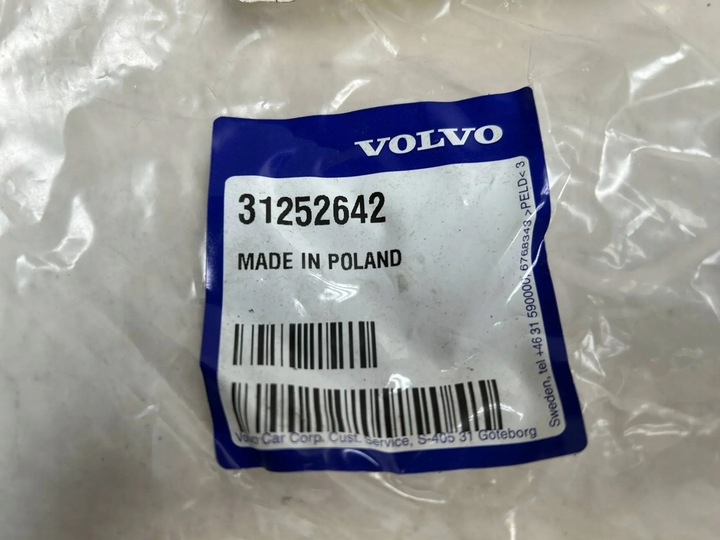 VOLVO
31252642
MADE IN POLAND
Volvo Car Corp. Cust. Service, S-405 31 Göteborg
Sweden, tel +46 31 590000, 6768343 >PELD< 3